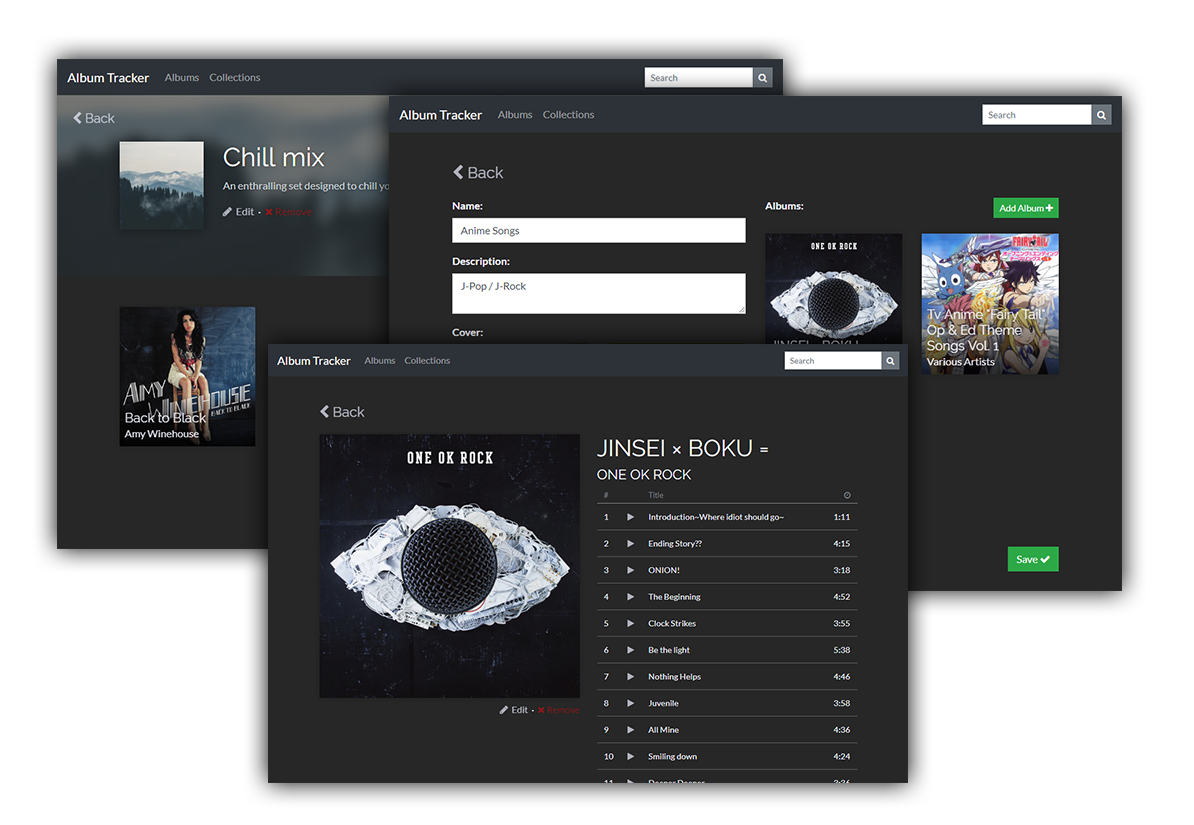 Album Tracker Albums Collections Search
Back
Chill mix
An enthralling set designed to chill yo
Edit · Remove
AMY WINEHOUSE
BACK TO BLACK
Back to Black
Amy Winehouse
Album Tracker Albums Collections Search
Back
Name:
Anime Songs
Description:
J-Pop / J-Rock
Cover:
Albums:
Add Album
ONE OK ROCK
JINSEI × BOKU =
FAIRY TAIL
Tv Anime "Fairy Tail"
Op & Ed Theme
Songs Vol. 1
Various Artists
Save
Album Tracker Albums Collections Search
Back
ONE OK ROCK
Edit · Remove
JINSEI × BOKU =
ONE OK ROCK
# Title
1 Introduction~Where idiot should go~ 1:11
2 Ending Story?? 4:15
3 ONION! 3:18
4 The Beginning 4:52
5 Clock Strikes 3:55
6 Be the light 5:38
7 Nothing Helps 4:46
8 Juvenile 3:58
9 All Mine 4:36
10 Smiling down 4:24
11 Deeper Deeper 3:36